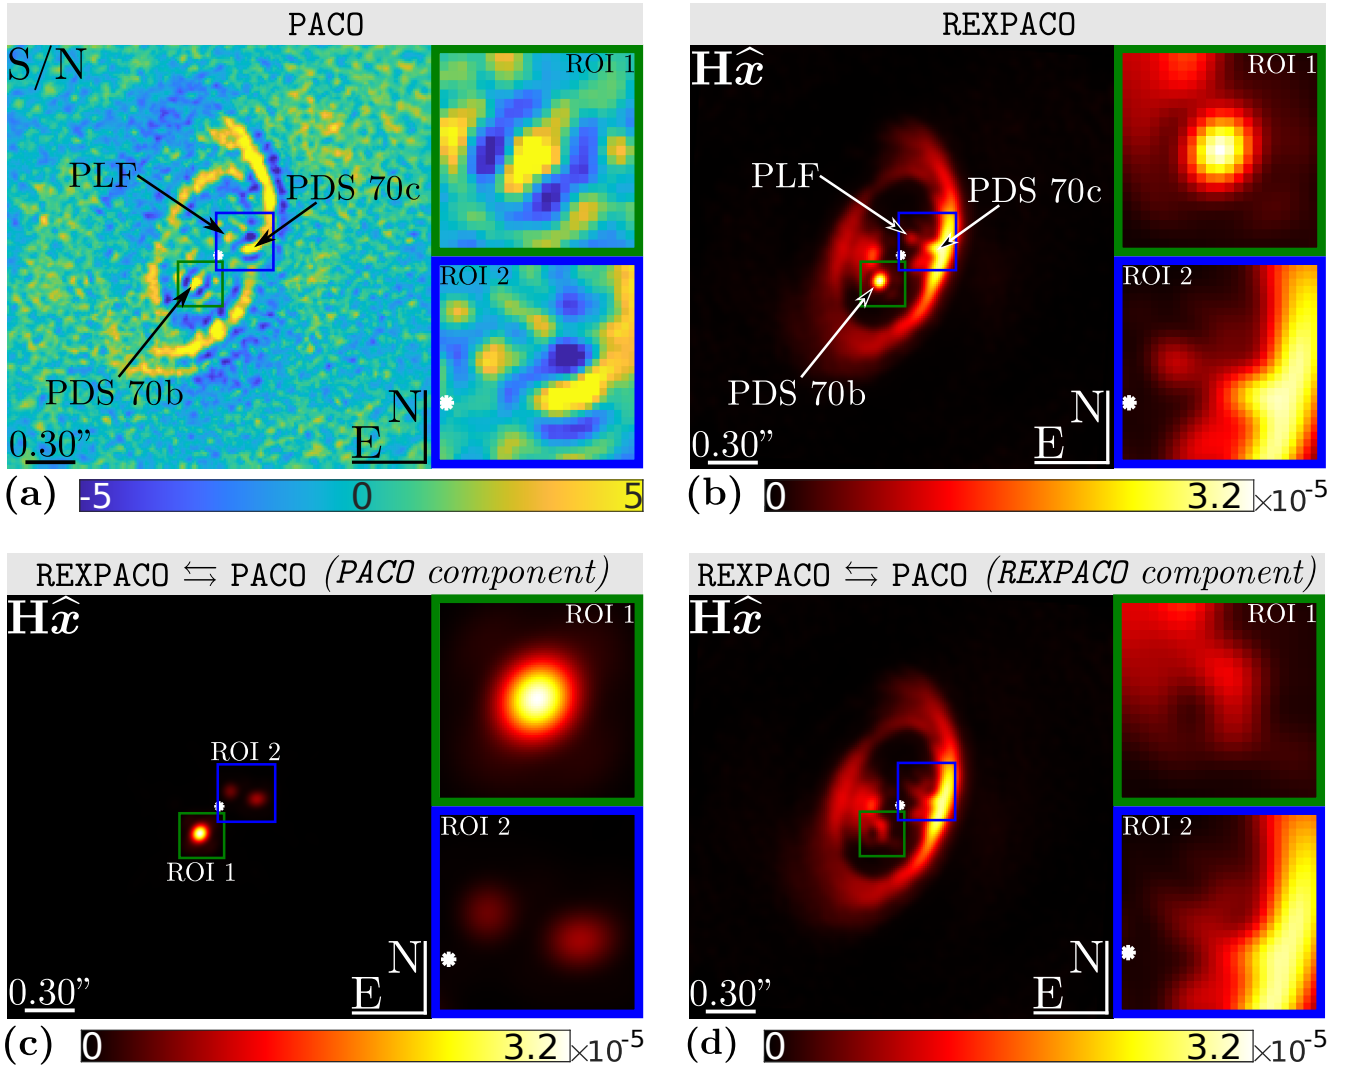 PACO
S/N
ROI 1
PLF
PDS 70c
ROI 2
PDS 70b
N
E
0.30”
(a)
-5 0 5
REXPACO
Hx̂
ROI 1
PLF
PDS 70c
ROI 2
PDS 70b
N
E
0.30”
(b)
0 3.2 ×10-5
REXPACO ⇆ PACO (PACO component)
Hx̂
ROI 1
ROI 2
ROI 1
ROI 2
N
E
0.30”
(c)
0 3.2 ×10-5
REXPACO ⇆ PACO (REXPACO component)
Hx̂
ROI 1
ROI 2
N
E
0.30”
(d)
0 3.2 ×10-5